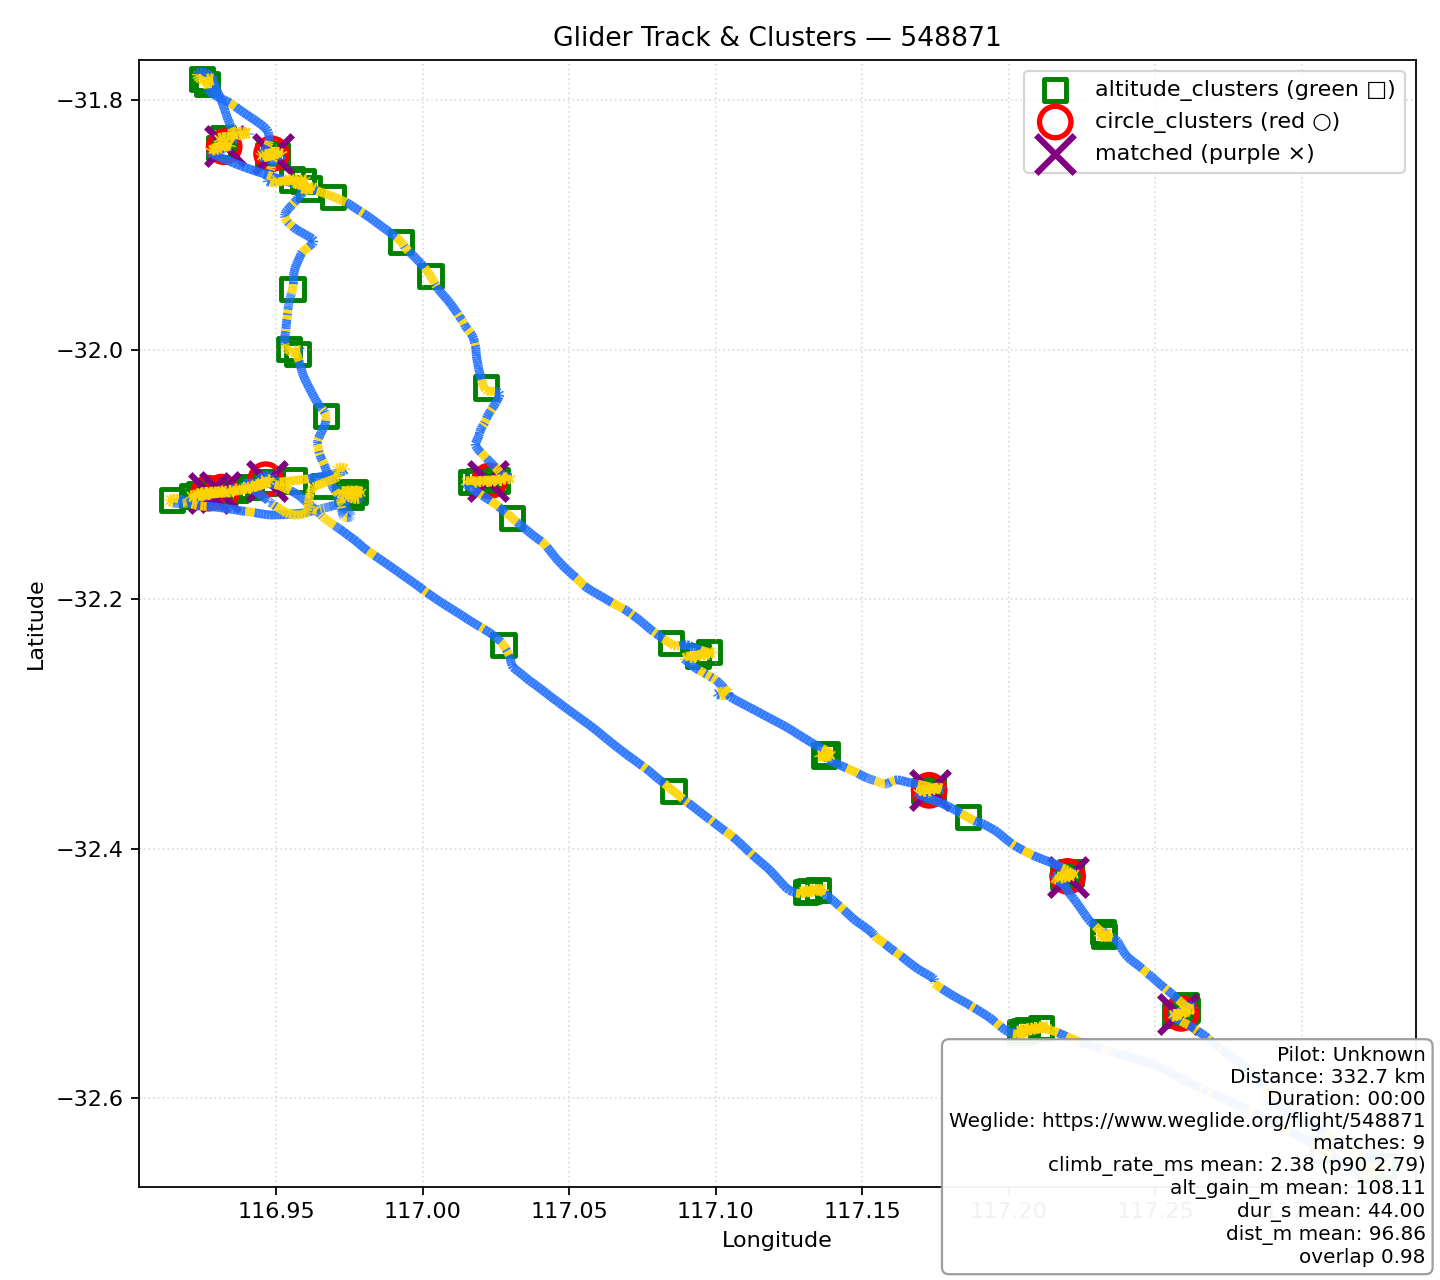 Glider Track & Clusters — 548871
altitude_clusters (green □)
circle_clusters (red ○)
matched (purple ×)
Latitude
−31.8
−32.0
−32.2
−32.4
−32.6
116.95
117.00
117.05
117.10
117.15
117.20
117.25
Longitude
Pilot: Unknown
Distance: 332.7 km
Duration: 00:00
Weglide: https://www.weglide.org/flight/548871
matches: 9
climb_rate_ms mean: 2.38 (p90 2.79)
alt_gain_m mean: 108.11
dur_s mean: 44.00
dist_m mean: 96.86
overlap 0.98